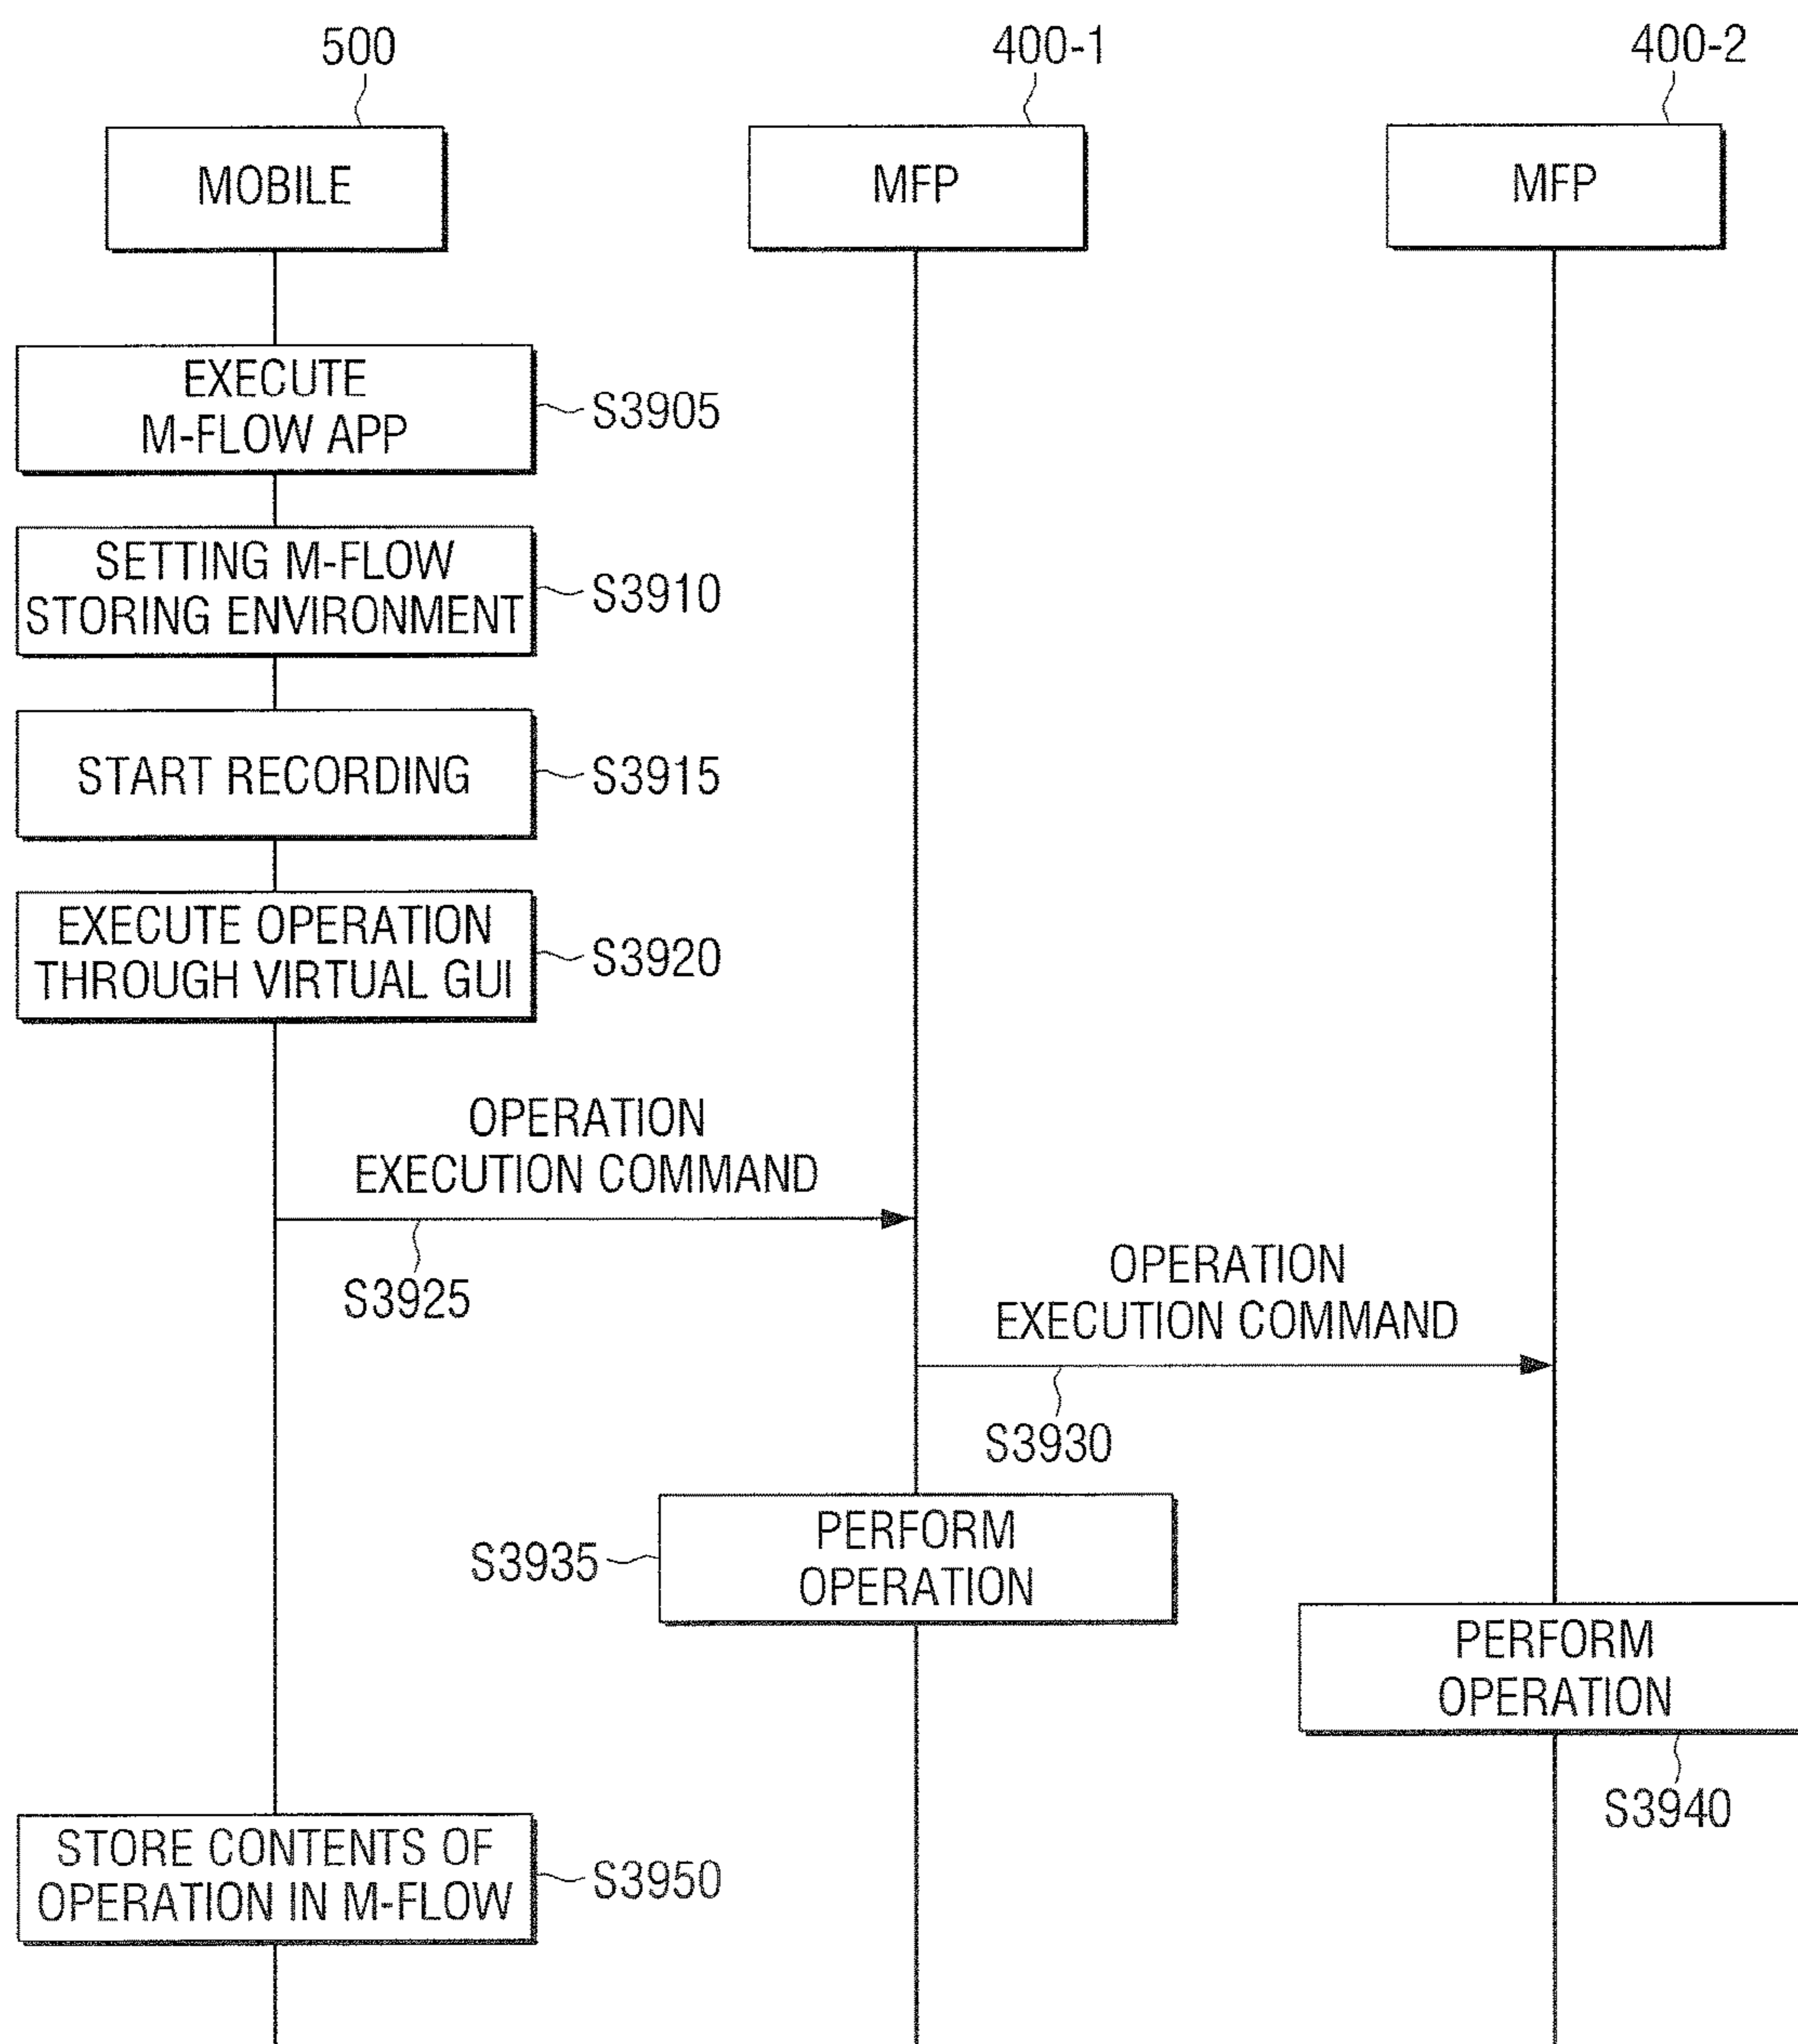 500
400-1
400-2
MOBILE
MFP
MFP
EXECUTE
M-FLOW APP
S3905
SETTING M-FLOW
STORING ENVIRONMENT
S3910
START RECORDING
S3915
EXECUTE OPERATION
THROUGH VIRTUAL GUI
S3920
OPERATION
EXECUTION COMMAND
S3925
OPERATION
EXECUTION COMMAND
S3930
PERFORM
OPERATION
S3935
PERFORM
OPERATION
S3940
STORE CONTENTS OF
OPERATION IN M-FLOW
S3950